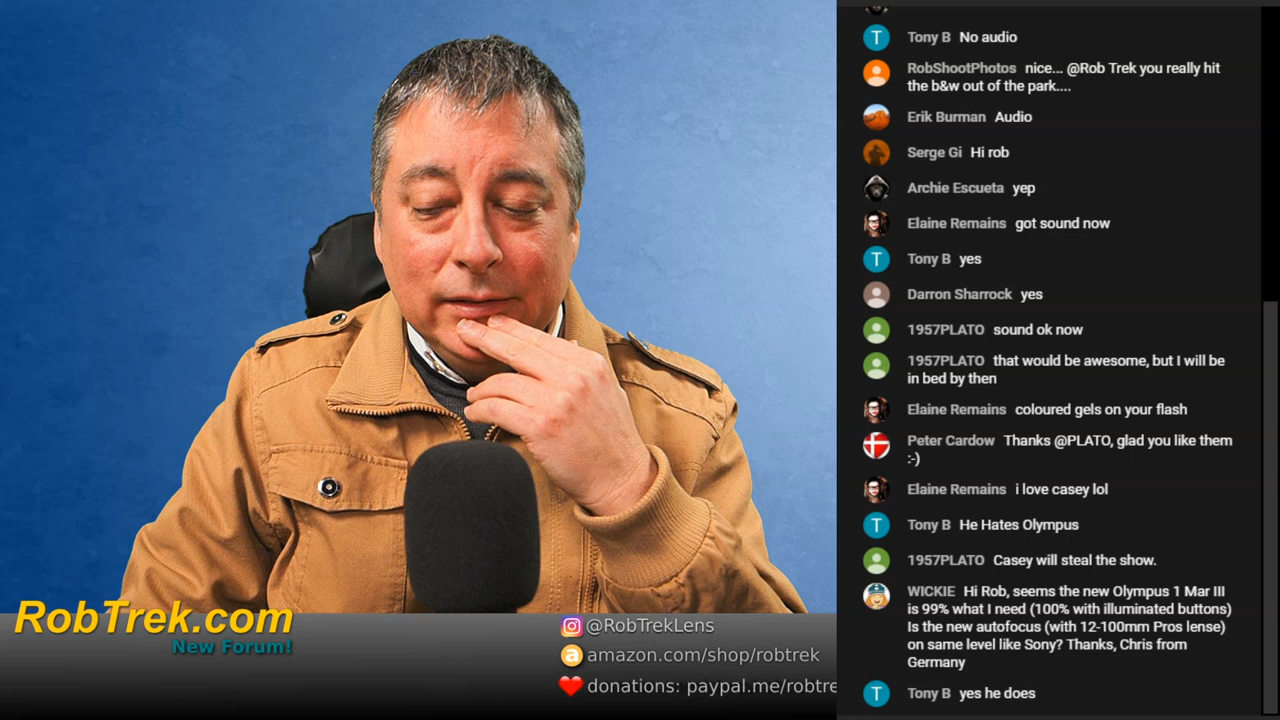 Tony B No audio
RobShootPhotos nice... @Rob Trek you really hit
the b&w out of the park....
Erik Burman Audio
Serge Gi Hi rob
Archie Escueta yep
Elaine Remains got sound now
T Tony B yes
Darron Sharrock yes
1957PLATO sound ok now
1957PLATO that would be awesome, but I will be
in bed by then
Elaine Remains coloured gels on your flash
Peter Cardow Thanks @PLATO, glad you like them
:-)
Elaine Remains i love casey lol
T Tony B He Hates Olympus
1957PLATO Casey will steal the show.
WICKIE Hi Rob, seems the new Olympus 1 Mar III
is 99% what I need (100% with illuminated buttons)
Is the new autofocus (with 12-100mm Pros lense)
on same level like Sony? Thanks, Chris from
Germany
T Tony B yes he does
RobTrek.com
New Forum!
@RobTrekLens
a amazon.com/shop/robtrek
donations: paypal.me/robtre